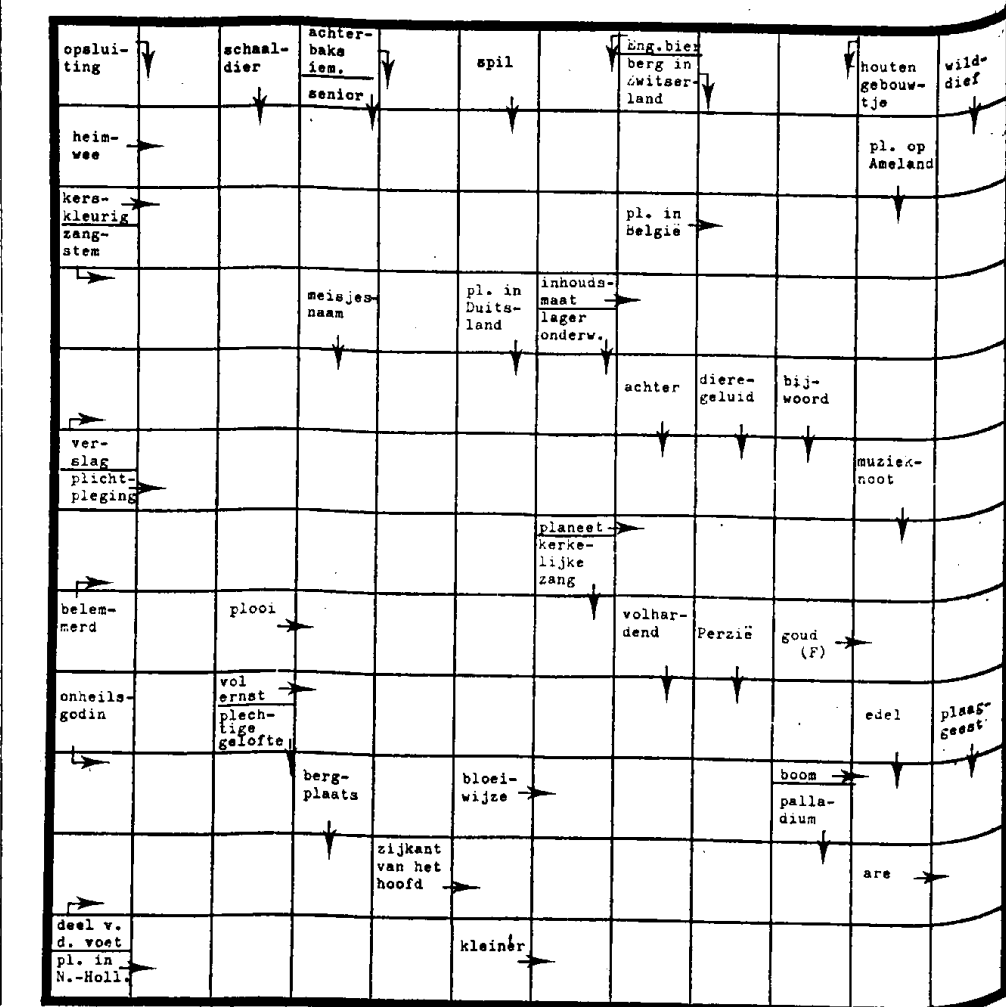 opslui-
ting
schaal-
dier
achter-
baks
iem.
senior
spil
Eng.bier
berg in
Zwitser-
land
houten
gebouw-
tje
wild-
dief
heim-
wee
pl. op
Ameland
kers-
kleurig
zang-
stem
pl. in
België
meisjes-
naam
pl. in
Duits-
land
inhouds-
maat
lager
onderw.
achter
diere-
geluid
bij-
woord
ver-
slag
plicht-
pleging
muziek-
noot
planeet
kerke-
lijke
zang
belem-
merd
plooi
volhar-
dend
Perzië
goud
(F)
onheils-
godin
vol
ernst
plech-
tige
gelofte
edel
plaag-
geest
berg-
plaats
bloei-
wijze
boom
palla-
dium
zijkant
van het
hoofd
are
deel v.
d. voet
pl. in
N.-Holl.
kleiner